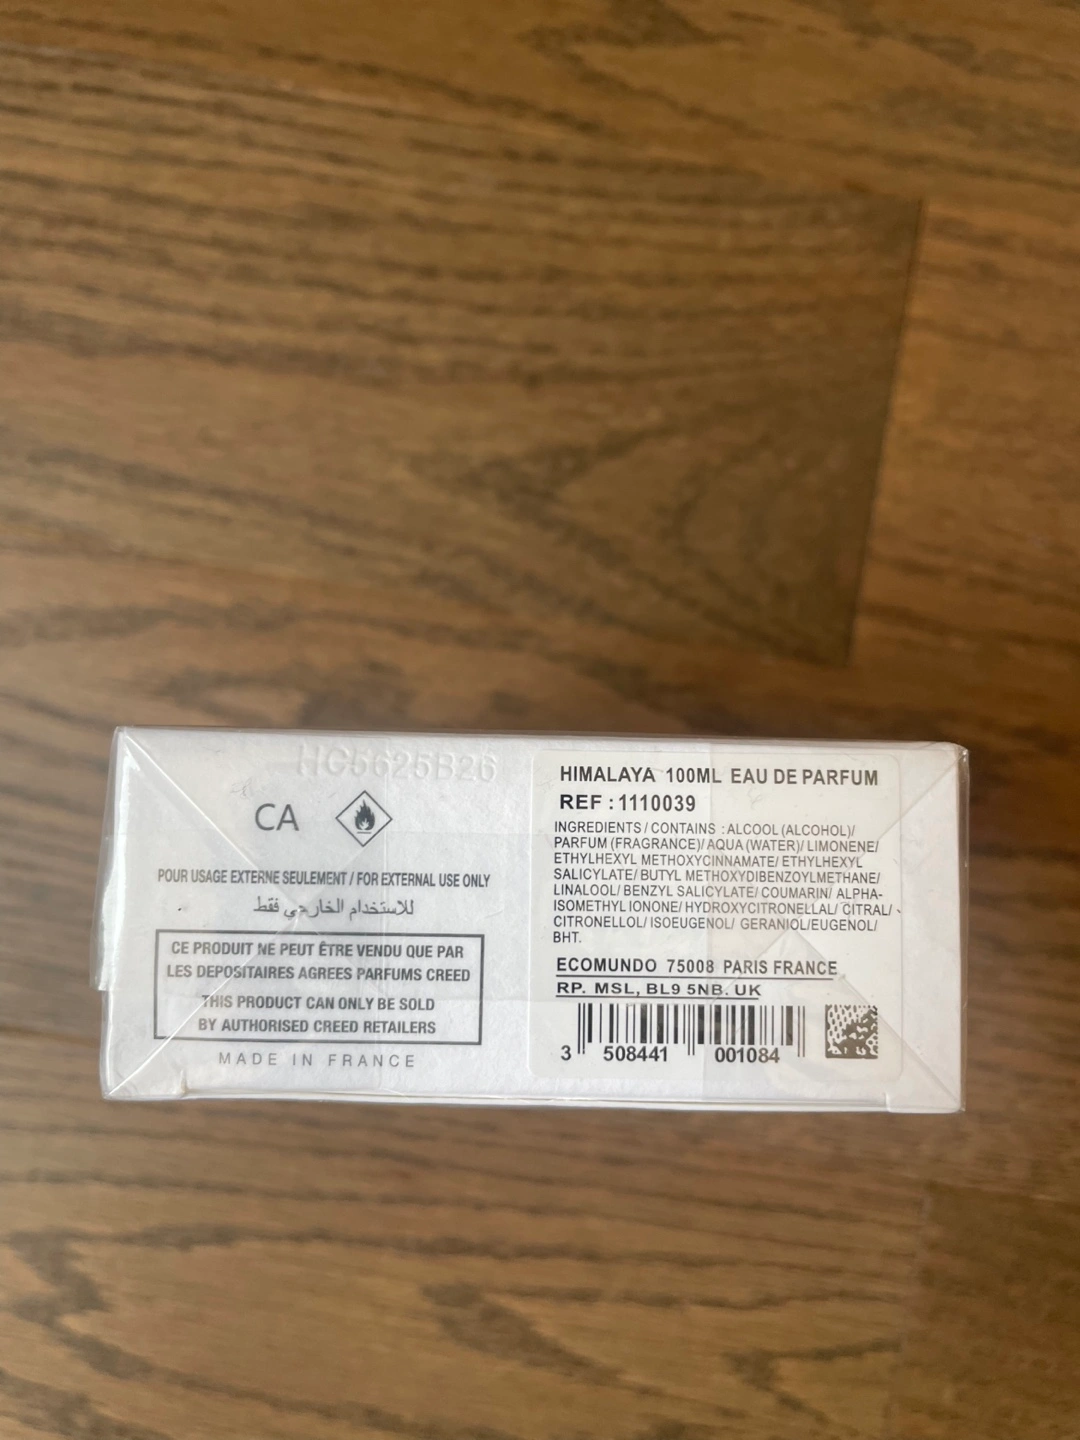 HC5625B26
CA
POUR USAGE EXTERNE SEULEMENT / FOR EXTERNAL USE ONLY
للاستخدام الخارجي فقط
CE PRODUIT NE PEUT ÊTRE VENDU QUE PAR
LES DEPOSITAIRES AGREES PARFUMS CREED
THIS PRODUCT CAN ONLY BE SOLD
BY AUTHORISED CREED RETAILERS
MADE IN FRANCE
HIMALAYA 100ML EAU DE PARFUM
REF : 1110039
INGREDIENTS / CONTAINS : ALCOOL (ALCOHOL)/
PARFUM (FRAGRANCE)/ AQUA (WATER)/ LIMONENE/
ETHYLHEXYL METHOXYCINNAMATE/ ETHYLHEXYL
SALICYLATE/ BUTYL METHOXYDIBENZOYLMETHANE/
LINALOOL/ BENZYL SALICYLATE/ COUMARIN/ ALPHA-
ISOMETHYL IONONE/ HYDROXYCITRONELLAL/ CITRAL/
CITRONELLOL/ ISOEUGENOL/ GERANIOL/EUGENOL/
BHT.
ECOMUNDO 75008 PARIS FRANCE
RP. MSL, BL9 5NB. UK
3 508441 001084